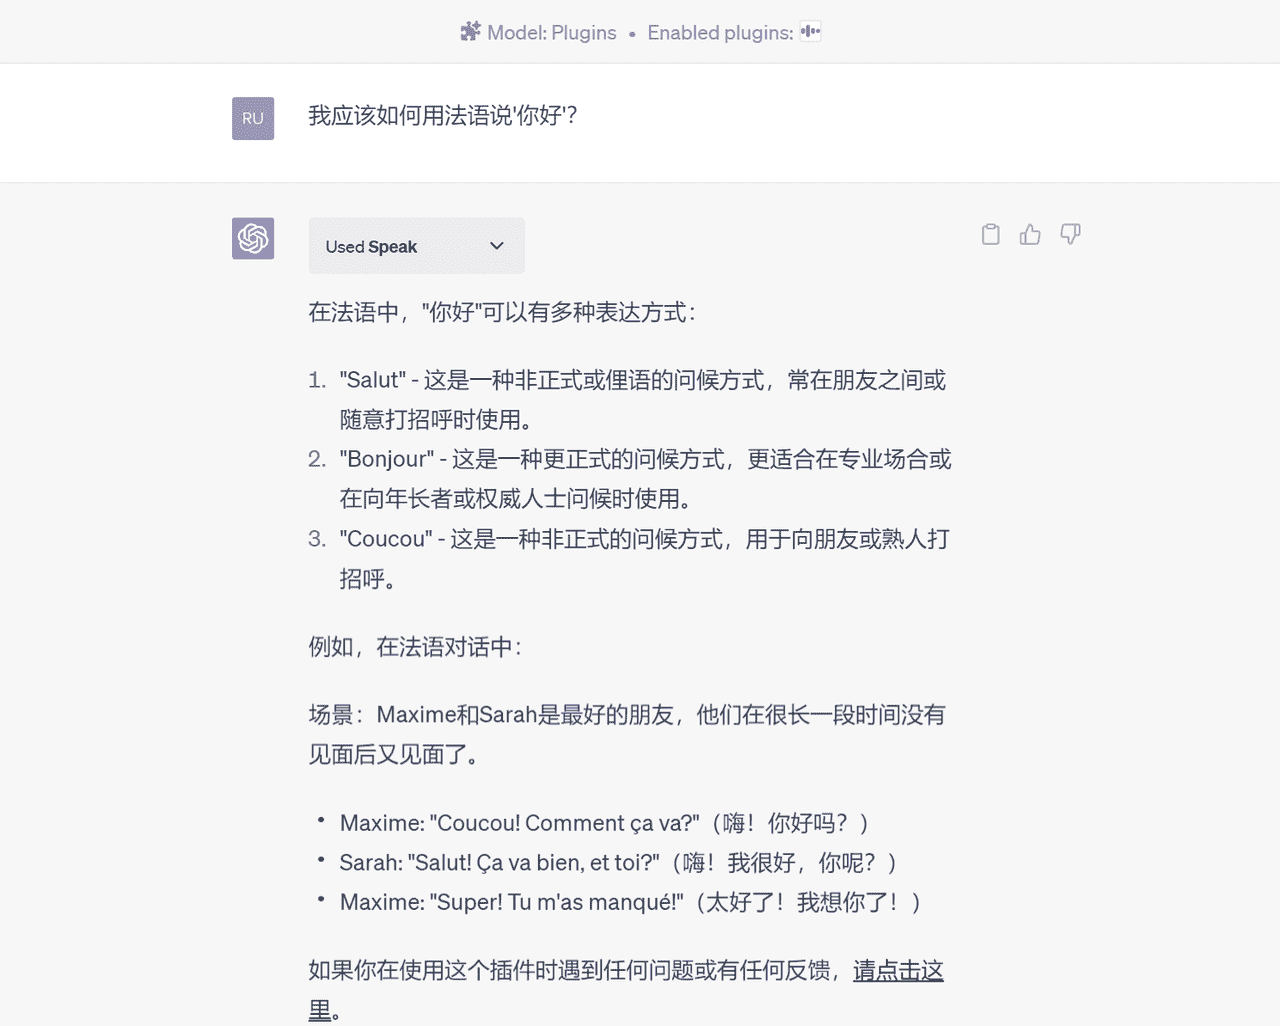 Model: Plugins • Enabled plugins:
RU
我应该如何用法语说'你好'？
Used Speak
在法语中，"你好"可以有多种表达方式：
1. "Salut" - 这是一种非正式或俚语的问候方式，常在朋友之间或
随意打招呼时使用。
2. "Bonjour" - 这是一种更正式的问候方式，更适合在专业场合或
在向年长者或权威人士问候时使用。
3. "Coucou" - 这是一种非正式的问候方式，用于向朋友或熟人打
招呼。
例如，在法语对话中：
场景：Maxime和Sarah是最好的朋友，他们在很长一段时间没有
见面后又见面了。
• Maxime: "Coucou! Comment ça va?"（嗨！你好吗？）
• Sarah: "Salut! Ça va bien, et toi?"（嗨！我很好，你呢？）
• Maxime: "Super! Tu m'as manqué!"（太好了！我想你了！）
如果你在使用这个插件时遇到任何问题或有任何反馈，请点击这
里。